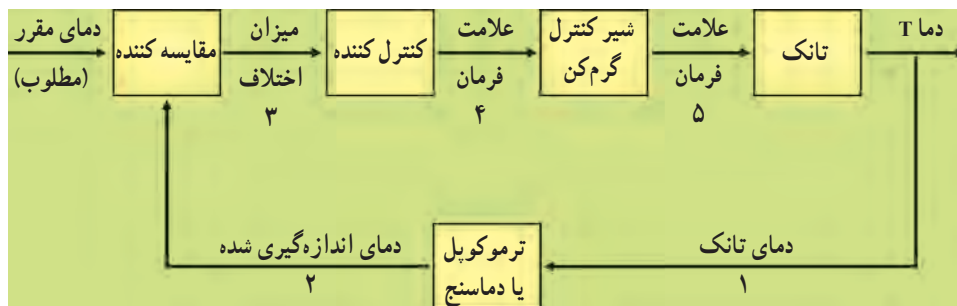 دمای مقرر
(مطلوب)
مقایسه کننده
میزان
اختلاف
۳
کنترل کننده
علامت
فرمان
۴
شیر کنترل
گرم‌کن
علامت
فرمان
۵
تانک
دما T
دمای تانک
۱
ترموکوپل
یا دماسنج
دمای اندازه‌گیری شده
۲